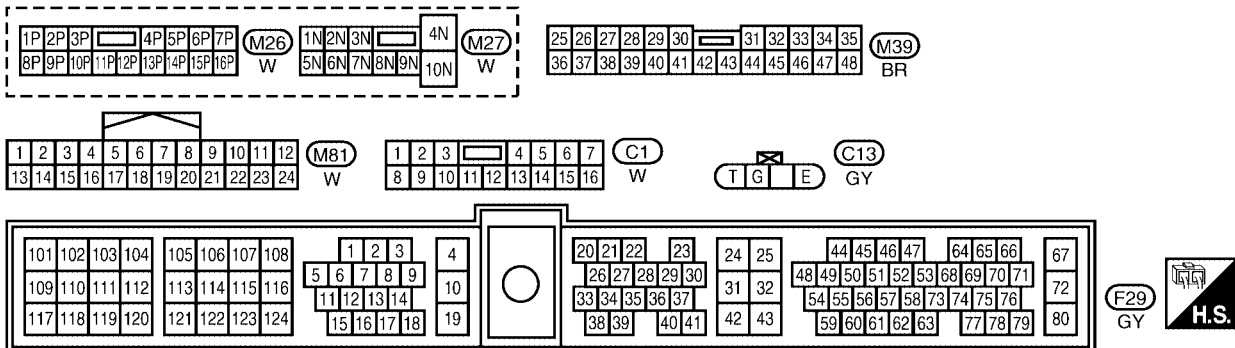 1P 2P 3P 4P 5P 6P 7P
8P 9P 10P 11P 12P 13P 14P 15P 16P
M26
W
1N 2N 3N 4N
5N 6N 7N 8N 9N 10N
M27
W
25 26 27 28 29 30 31 32 33 34 35
36 37 38 39 40 41 42 43 44 45 46 47 48
M39
BR
1 2 3 4 5 6 7 8 9 10 11 12
13 14 15 16 17 18 19 20 21 22 23 24
M81
W
1 2 3 4 5 6 7
8 9 10 11 12 13 14 15 16
C1
W
T G E
C13
GY
101 102 103 104 105 106 107 108 1 2 3 4 20 21 22 23 24 25 44 45 46 47 64 65 66 67
5 6 7 8 9 26 27 28 29 30 48 49 50 51 52 53 68 69 70 71
109 110 111 112 113 114 115 116 10 31 32 72
11 12 13 14 33 34 35 36 37 54 55 56 57 58 73 74 75 76
117 118 119 120 121 122 123 124 15 16 17 18 19 38 39 40 41 42 43 59 60 61 62 63 77 78 79 80
F29
GY
H.S.